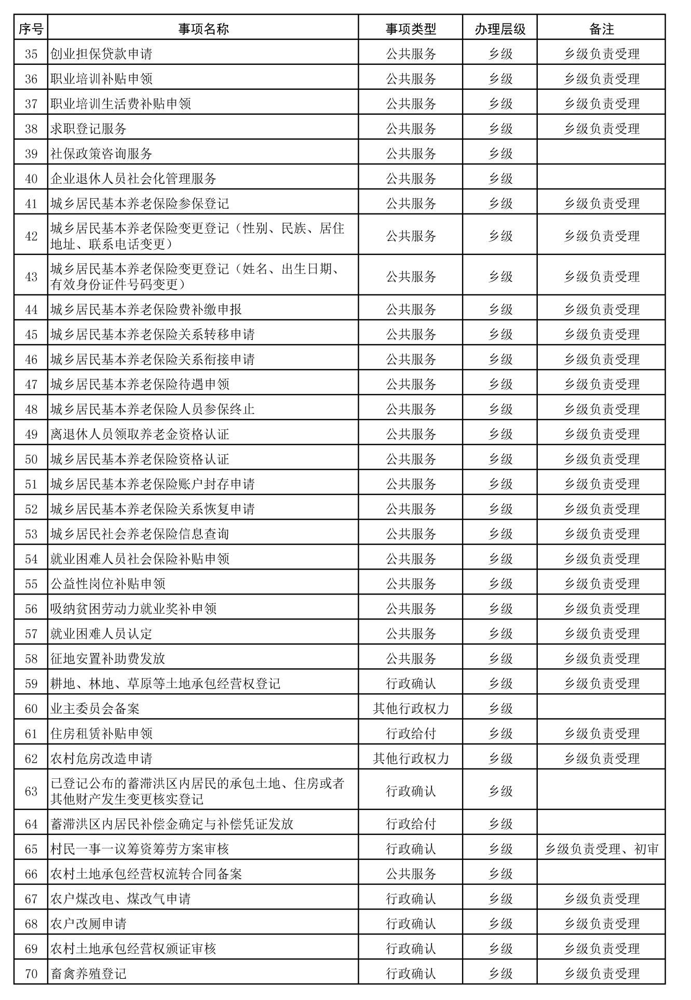 序号 事项名称 事项类型 办理层级 备注
35 创业担保贷款申请 公共服务 乡级 乡级负责受理
36 职业培训补贴申领 公共服务 乡级 乡级负责受理
37 职业培训生活费补贴申领 公共服务 乡级 乡级负责受理
38 求职登记服务 公共服务 乡级 乡级负责受理
39 社保政策咨询服务 公共服务 乡级
40 企业退休人员社会化管理服务 公共服务 乡级
41 城乡居民基本养老保险参保登记 公共服务 乡级 乡级负责受理
42 城乡居民基本养老保险变更登记（性别、民族、居住
地址、联系电话变更） 公共服务 乡级 乡级负责受理
43 城乡居民基本养老保险变更登记（姓名、出生日期、
有效身份证件号码变更） 公共服务 乡级 乡级负责受理
44 城乡居民基本养老保险费补缴申报 公共服务 乡级 乡级负责受理
45 城乡居民基本养老保险关系转移申请 公共服务 乡级 乡级负责受理
46 城乡居民基本养老保险关系衔接申请 公共服务 乡级 乡级负责受理
47 城乡居民基本养老保险待遇申领 公共服务 乡级 乡级负责受理
48 城乡居民基本养老保险人员参保终止 公共服务 乡级 乡级负责受理
49 离退休人员领取养老金资格认证 公共服务 乡级 乡级负责受理
50 城乡居民基本养老保险资格认证 公共服务 乡级 乡级负责受理
51 城乡居民基本养老保险账户封存申请 公共服务 乡级 乡级负责受理
52 城乡居民基本养老保险关系恢复申请 公共服务 乡级 乡级负责受理
53 城乡居民社会养老保险信息查询 公共服务 乡级 乡级负责受理
54 就业困难人员社会保险补贴申领 公共服务 乡级 乡级负责受理
55 公益性岗位补贴申领 公共服务 乡级 乡级负责受理
56 吸纳贫困劳动力就业奖补申领 公共服务 乡级 乡级负责受理
57 就业困难人员认定 公共服务 乡级 乡级负责受理
58 征地安置补助费发放 公共服务 乡级 乡级负责受理
59 耕地、林地、草原等土地承包经营权登记 行政确认 乡级 乡级负责受理
60 业主委员会备案 其他行政权力 乡级
61 住房租赁补贴申领 行政给付 乡级 乡级负责受理
62 农村危房改造申请 其他行政权力 乡级 乡级负责受理
63 已登记公布的蓄滞洪区内居民的承包土地、住房或者
其他财产发生变更核实登记 行政确认 乡级
64 蓄滞洪区内居民补偿金确定与补偿凭证发放 行政给付 乡级
65 村民一事一议筹资筹劳方案审核 行政确认 乡级 乡级负责受理、初审
66 农村土地承包经营权流转合同备案 公共服务 乡级
67 农户煤改电、煤改气申请 行政确认 乡级 乡级负责受理
68 农户改厕申请 行政确认 乡级 乡级负责受理
69 农村土地承包经营权颁证审核 行政确认 乡级 乡级负责受理
70 畜禽养殖登记 行政确认 乡级 乡级负责受理